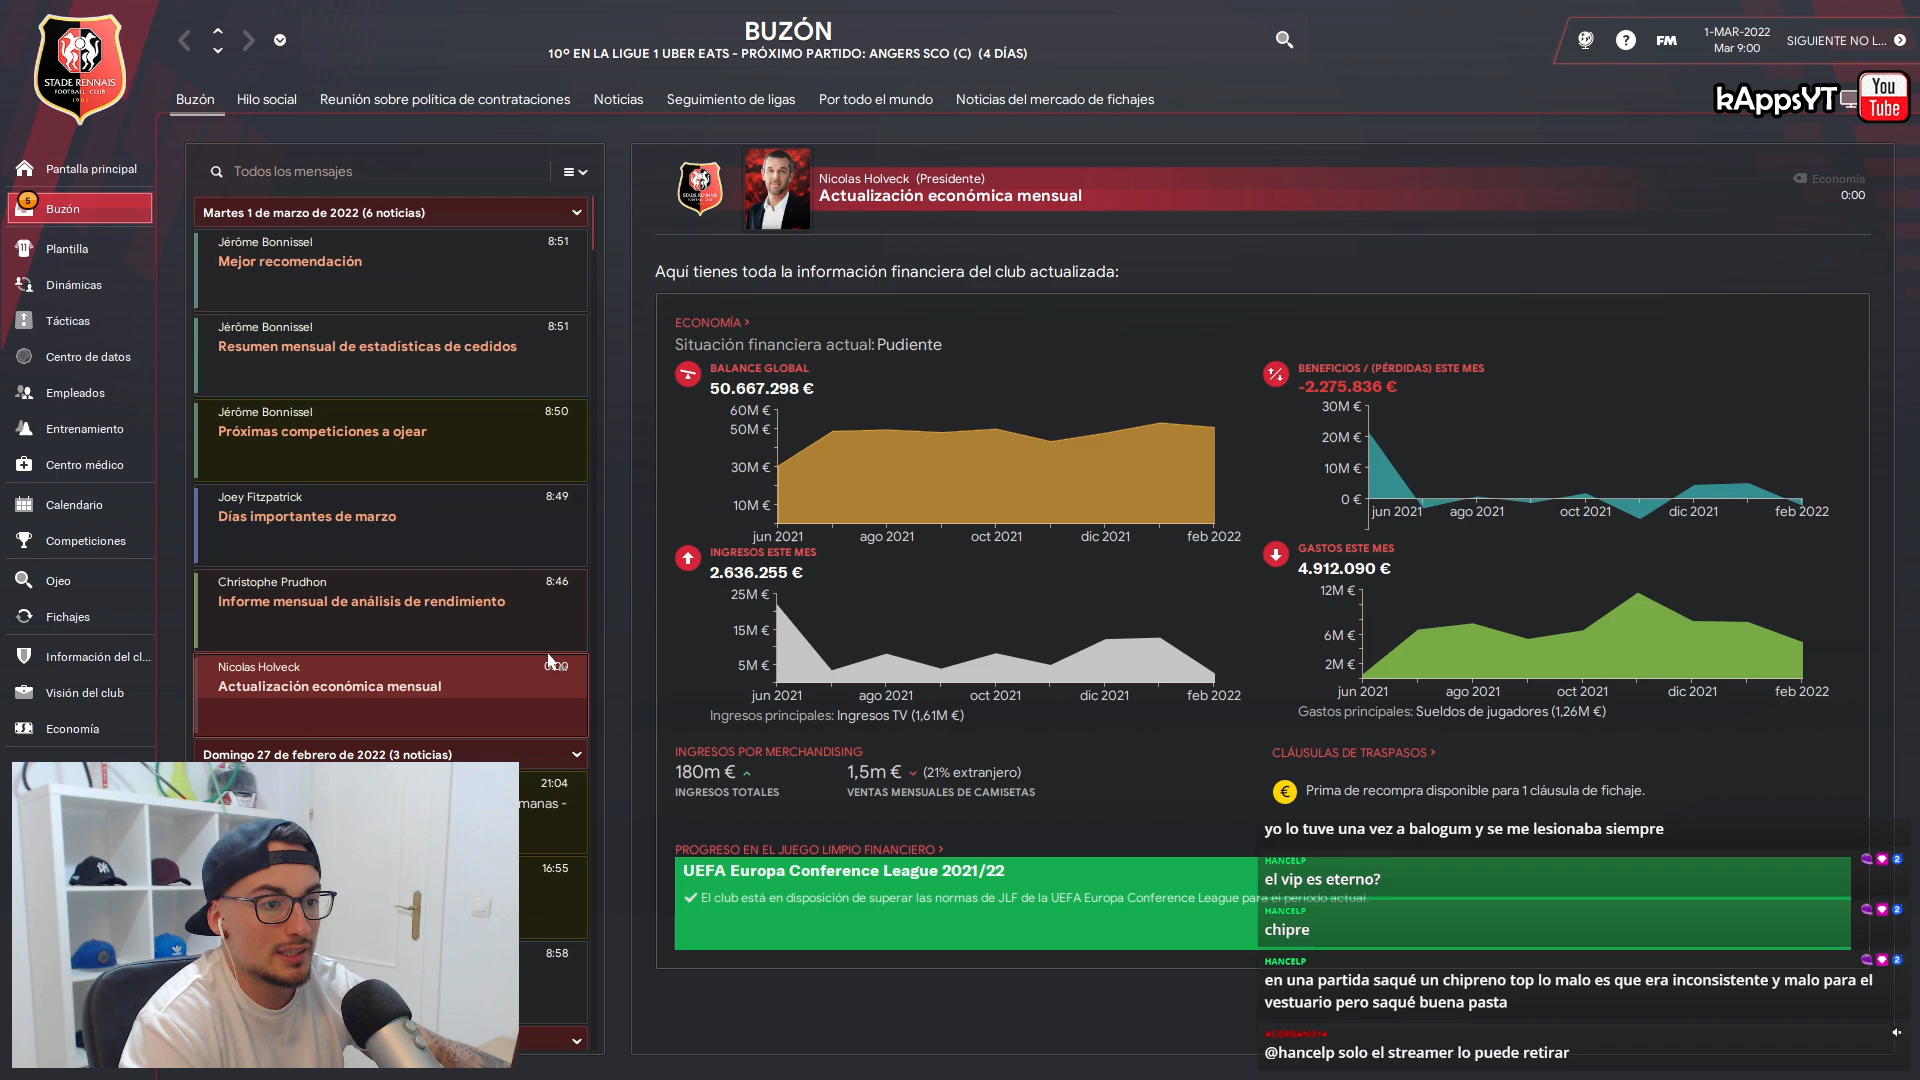 STADE RENNAIS
FOOTBALL CLUB
1901
BUZÓN
10º EN LA LIGUE 1 UBER EATS - PRÓXIMO PARTIDO: ANGERS SCO (C) (4 DÍAS)
?
FM
1-MAR-2022
Mar 9:00
SIGUIENTE NO L...
Buzón
Hilo social
Reunión sobre política de contrataciones
Noticias
Seguimiento de ligas
Por todo el mundo
Noticias del mercado de fichajes
kAppsYT
You
Tube
Pantalla principal
5
Buzón
Plantilla
Dinámicas
Tácticas
Centro de datos
Empleados
Entrenamiento
Centro médico
Calendario
Competiciones
Ojeo
Fichajes
Información del cl...
Visión del club
Economía
Todos los mensajes
Martes 1 de marzo de 2022 (6 noticias)
Jérôme Bonnissel 8:51
Mejor recomendación
Jérôme Bonnissel 8:51
Resumen mensual de estadísticas de cedidos
Jérôme Bonnissel 8:50
Próximas competiciones a ojear
Joey Fitzpatrick 8:49
Días importantes de marzo
Christophe Prudhon 8:46
Informe mensual de análisis de rendimiento
Nicolas Holveck 0:00
Actualización económica mensual
Domingo 27 de febrero de 2022 (3 noticias)
21:04
manas -
16:55
8:58
Nicolas Holveck (Presidente)
Actualización económica mensual
Economía
0:00
Aquí tienes toda la información financiera del club actualizada:
ECONOMÍA >
Situación financiera actual: Pudiente
BALANCE GLOBAL
50.667.298 €
60M €
50M €
30M €
10M €
jun 2021 ago 2021 oct 2021 dic 2021 feb 2022
BENEFICIOS / (PÉRDIDAS) ESTE MES
-2.275.836 €
30M €
20M €
10M €
0 €
jun 2021 ago 2021 oct 2021 dic 2021 feb 2022
INGRESOS ESTE MES
2.636.255 €
25M €
15M €
5M €
jun 2021 ago 2021 oct 2021 dic 2021 feb 2022
Ingresos principales: Ingresos TV (1,61M €)
GASTOS ESTE MES
4.912.090 €
12M €
6M €
2M €
jun 2021 ago 2021 oct 2021 dic 2021 feb 2022
Gastos principales: Sueldos de jugadores (1,26M €)
INGRESOS POR MERCHANDISING
180m €
INGRESOS TOTALES
1,5m € (21% extranjero)
VENTAS MENSUALES DE CAMISETAS
CLÁUSULAS DE TRASPASOS >
€ Prima de recompra disponible para 1 cláusula de fichaje.
PROGRESO EN EL JUEGO LIMPIO FINANCIERO >
UEFA Europa Conference League 2021/22
El club está en disposición de superar las normas de JLF de la UEFA Europa Conference League para el periodo actual.
yo lo tuve una vez a balogum y se me lesionaba siempre
HANCELP
2
el vip es eterno?
HANCELP
2
chipre
HANCELP
2
en una partida saqué un chipreno top lo malo es que era inconsistente y malo para el
vestuario pero saqué buena pasta
@hancelp solo el streamer lo puede retirar